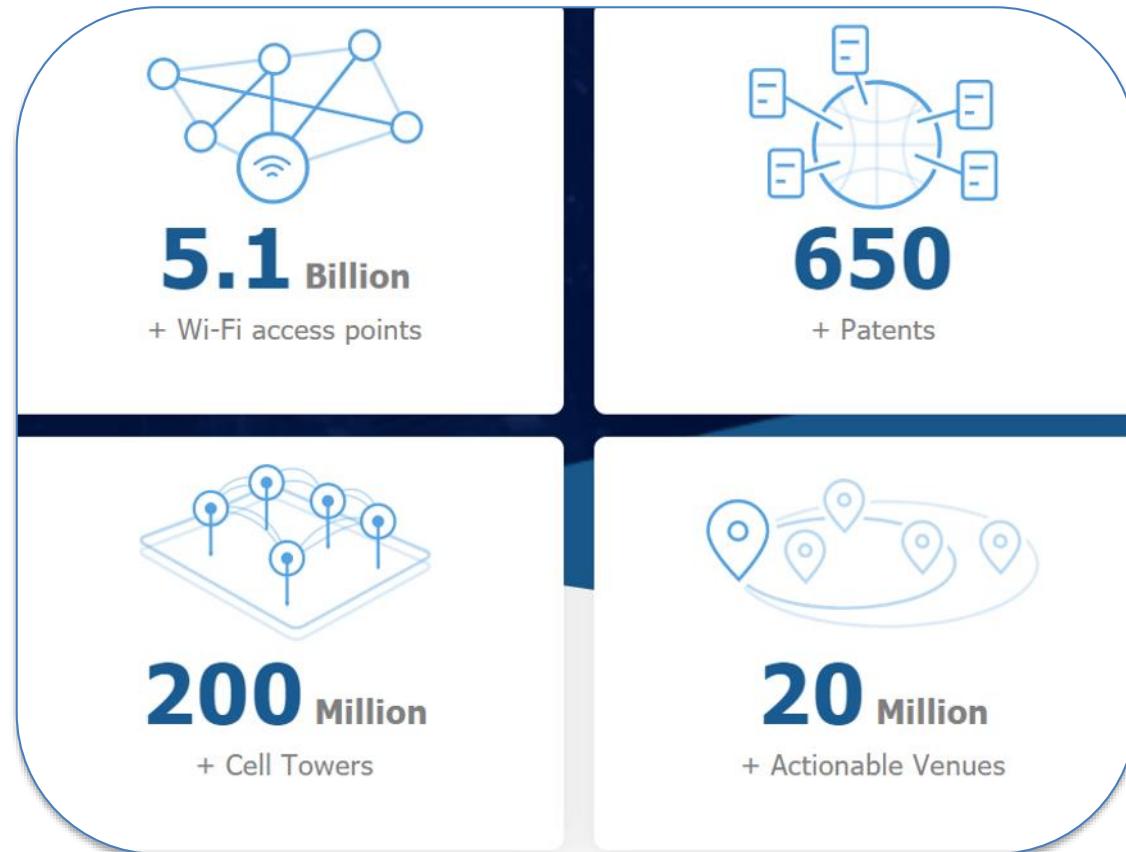 5.1 Billion
+ Wi-Fi access points
650
+ Patents
200 Million
+ Cell Towers
20 Million
+ Actionable Venues